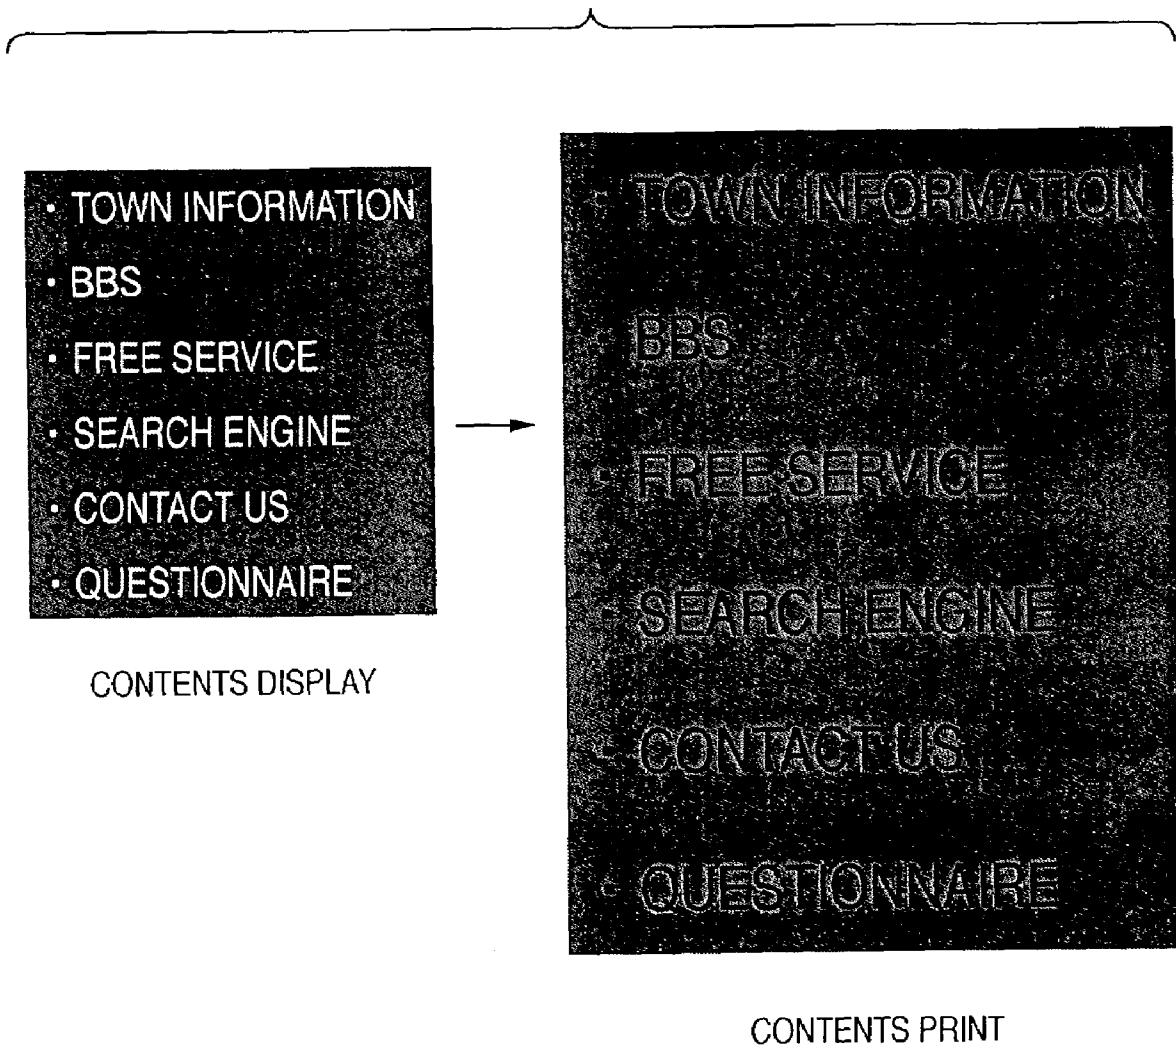 · TOWN INFORMATION
· BBS
· FREE SERVICE
· SEARCH ENGINE
· CONTACT US
· QUESTIONNAIRE
CONTENTS DISPLAY
· TOWN INFORMATION
BBS
· FREE SERVICE
· SEARCH ENGINE
· CONTACT US
· QUESTIONNAIRE
CONTENTS PRINT